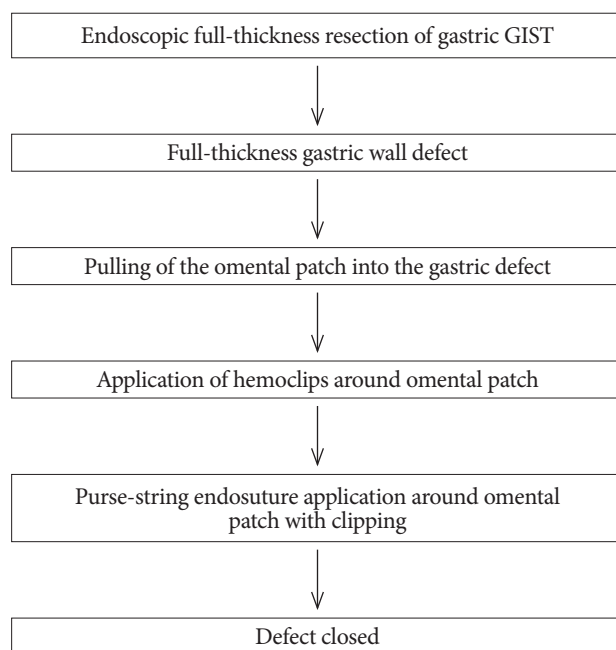 Endoscopic full-thickness resection of gastric GIST
Full-thickness gastric wall defect
Pulling of the omental patch into the gastric defect
Application of hemoclips around omental patch
Purse-string endosuture application around omental
patch with clipping
Defect closed